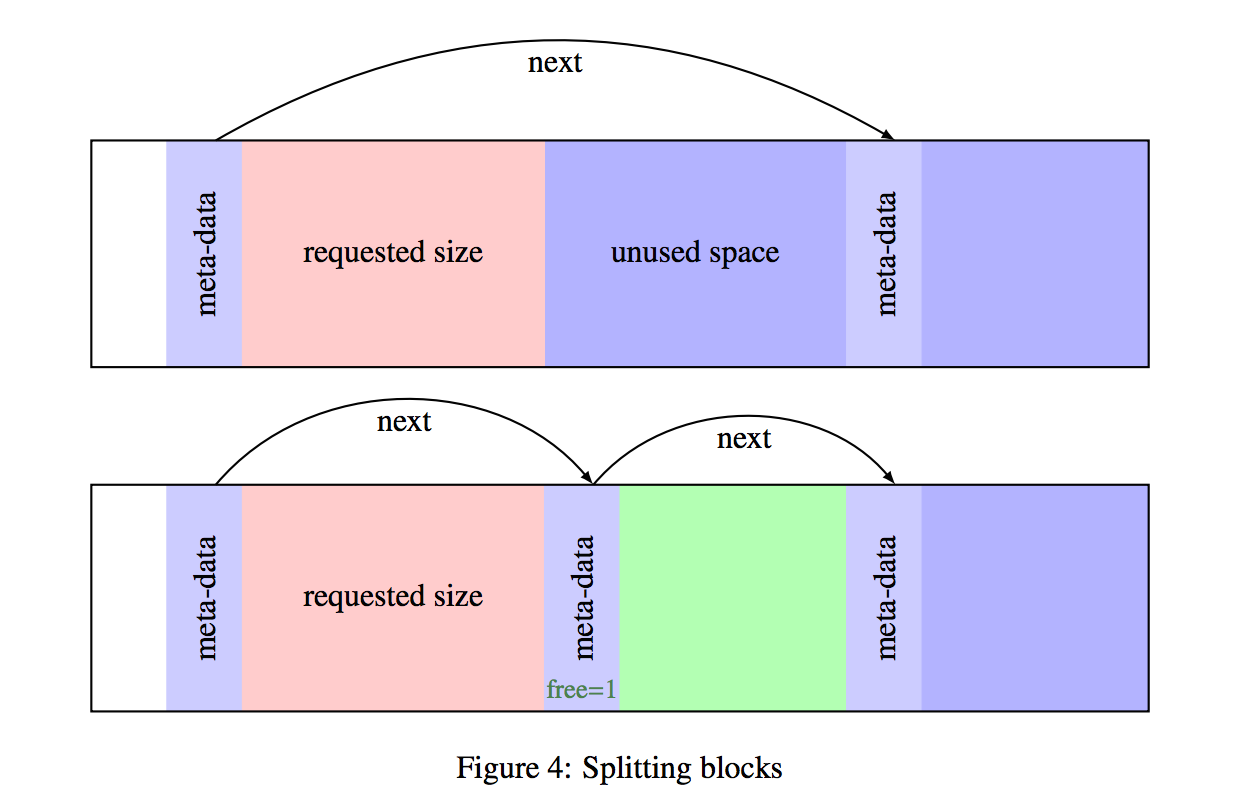 next
meta-data
requested size
unused space
meta-data
next
next
meta-data
requested size
meta-data
free=1
meta-data
Figure 4: Splitting blocks